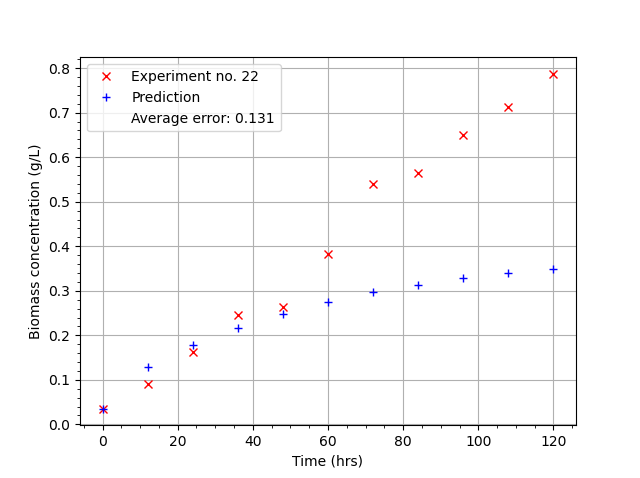 Experiment no. 22
Prediction
Average error: 0.131
Biomass concentration (g/L)
0.8
0.7
0.6
0.5
0.4
0.3
0.2
0.1
0.0
0 20 40 60 80 100 120
Time (hrs)